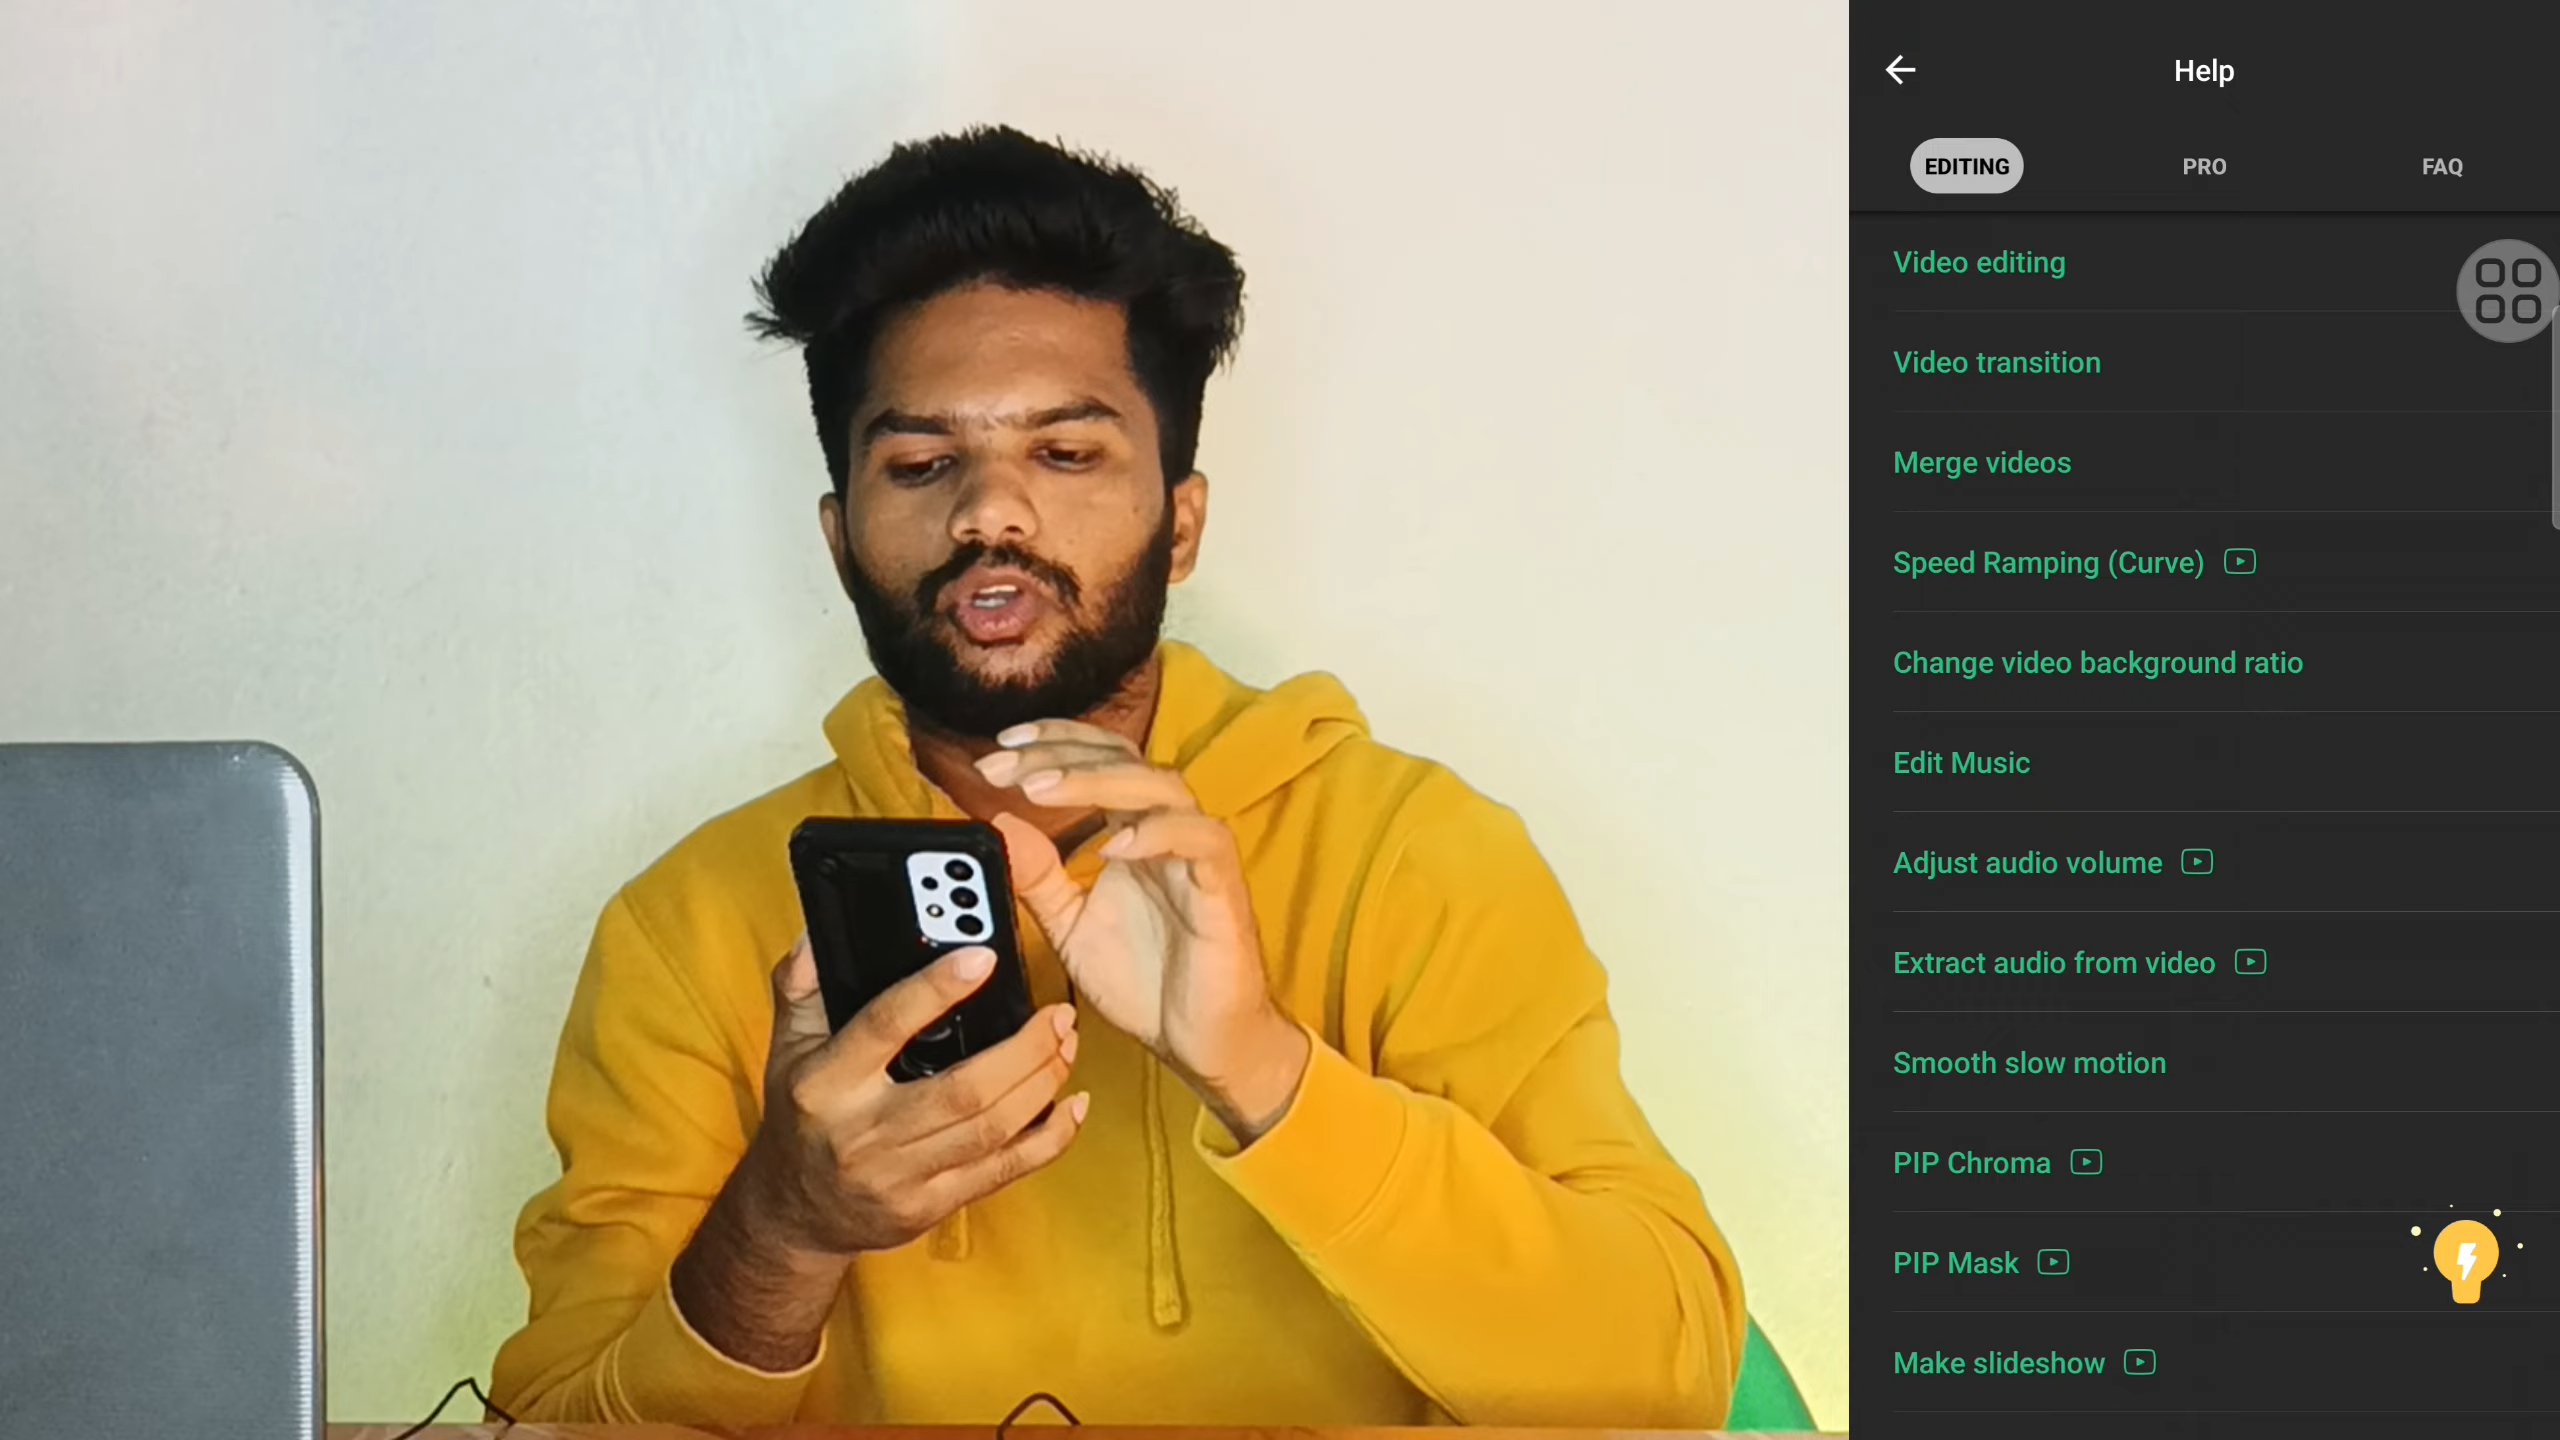 Help
EDITING
PRO
FAQ
Video editing
Video transition
Merge videos
Speed Ramping (Curve)
Change video background ratio
Edit Music
Adjust audio volume
Extract audio from video
Smooth slow motion
PIP Chroma
PIP Mask
Make slideshow